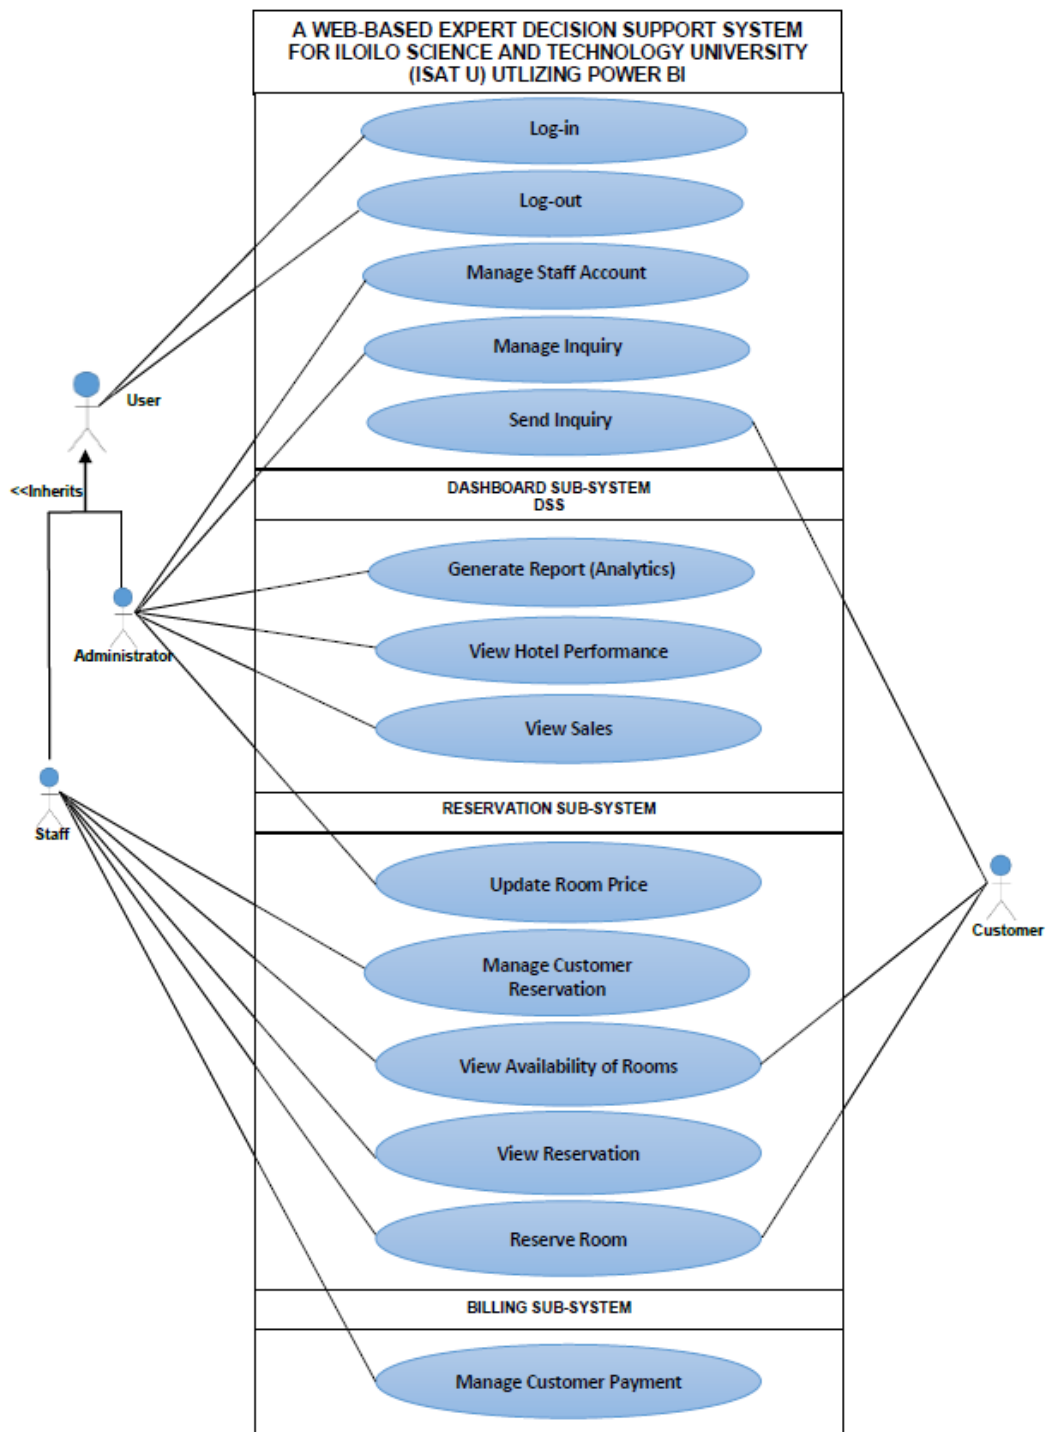 A WEB-BASED EXPERT DECISION SUPPORT SYSTEM
FOR ILOILO SCIENCE AND TECHNOLOGY UNIVERSITY
(ISAT U) UTLIZING POWER BI
Log-in
Log-out
Manage Staff Account
Manage Inquiry
User
Send Inquiry
<<Inherits
DASHBOARD SUB-SYSTEM
DSS
Generate Report (Analytics)
Administrator
View Hotel Performance
View Sales
RESERVATION SUB-SYSTEM
Staff
Update Room Price
Customer
Manage Customer
Reservation
View Availability of Rooms
View Reservation
Reserve Room
BILLING SUB-SYSTEM
Manage Customer Payment